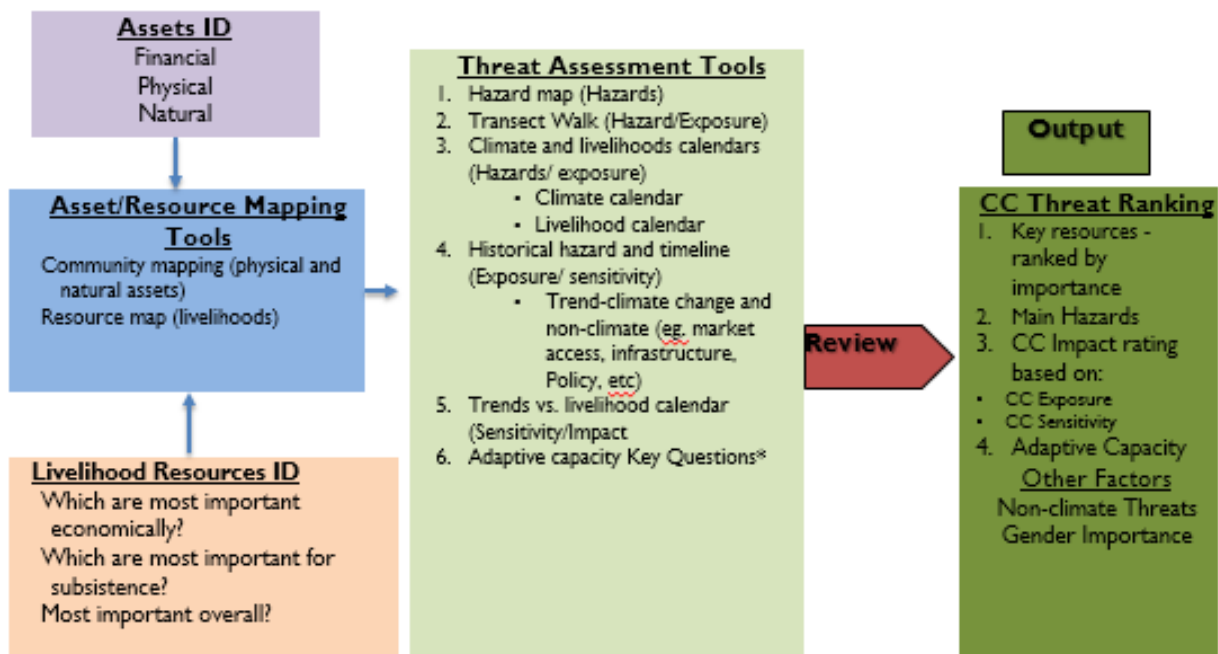 Assets ID
Financial
Physical
Natural
Asset/Resource Mapping
Tools
Community mapping (physical and
natural assets)
Resource map (livelihoods)
Livelihood Resources ID
Which are most important
economically?
Which are most important for
subsistence?
Most important overall?
Threat Assessment Tools
1. Hazard map (Hazards)
2. Transect Walk (Hazard/Exposure)
3. Climate and livelihoods calendars
(Hazards/ exposure)
▪ Climate calendar
▪ Livelihood calendar
4. Historical hazard and timeline
(Exposure/ sensitivity)
▪ Trend-climate change and
non-climate (eg. market
access, infrastructure,
Policy, etc)
5. Trends vs. livelihood calendar
(Sensitivity/Impact
6. Adaptive capacity Key Questions*
Review
Output
CC Threat Ranking
1. Key resources -
ranked by
importance
2. Main Hazards
3. CC Impact rating
based on:
• CC Exposure
• CC Sensitivity
4. Adaptive Capacity
Other Factors
Non-climate Threats
Gender Importance